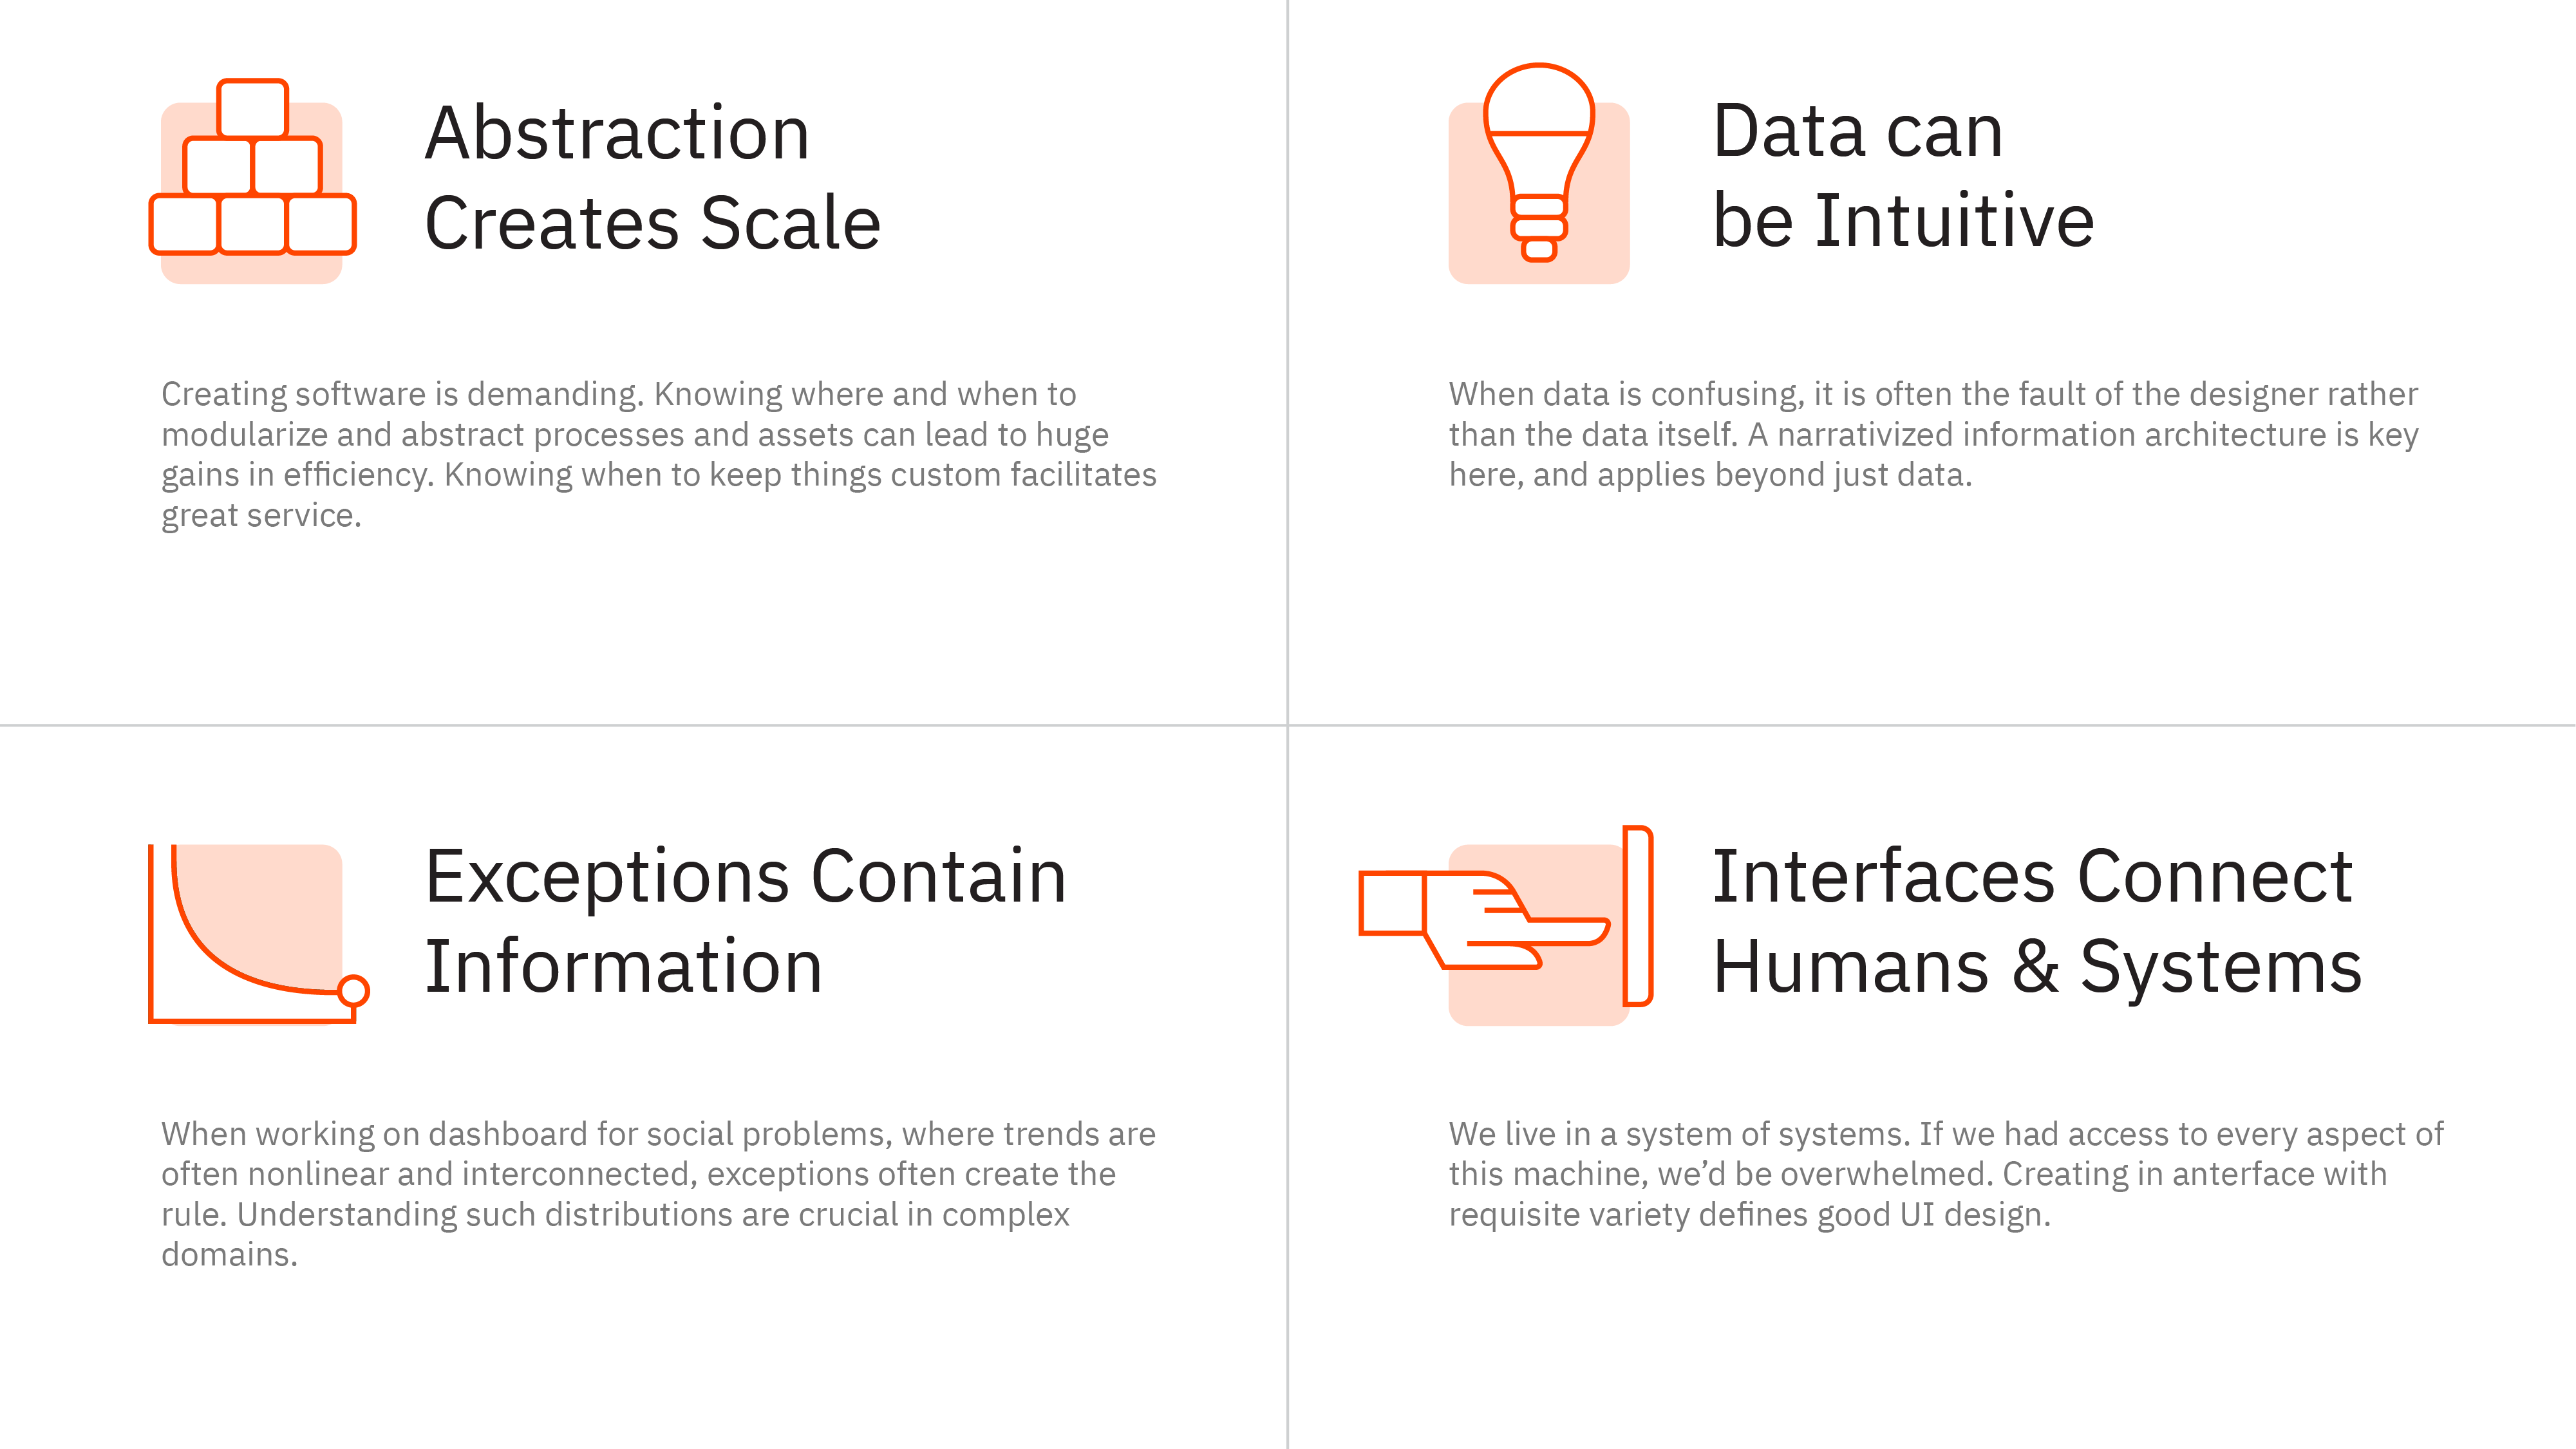 Abstraction
Creates Scale
Creating software is demanding. Knowing where and when to
modularize and abstract processes and assets can lead to huge
gains in efficiency. Knowing when to keep things custom facilitates
great service.
Data can
be Intuitive
When data is confusing, it is often the fault of the designer rather
than the data itself. A narrativized information architecture is key
here, and applies beyond just data.
Exceptions Contain
Information
When working on dashboard for social problems, where trends are
often nonlinear and interconnected, exceptions often create the
rule. Understanding such distributions are crucial in complex
domains.
Interfaces Connect
Humans & Systems
We live in a system of systems. If we had access to every aspect of
this machine, we’d be overwhelmed. Creating in anterface with
requisite variety defines good UI design.